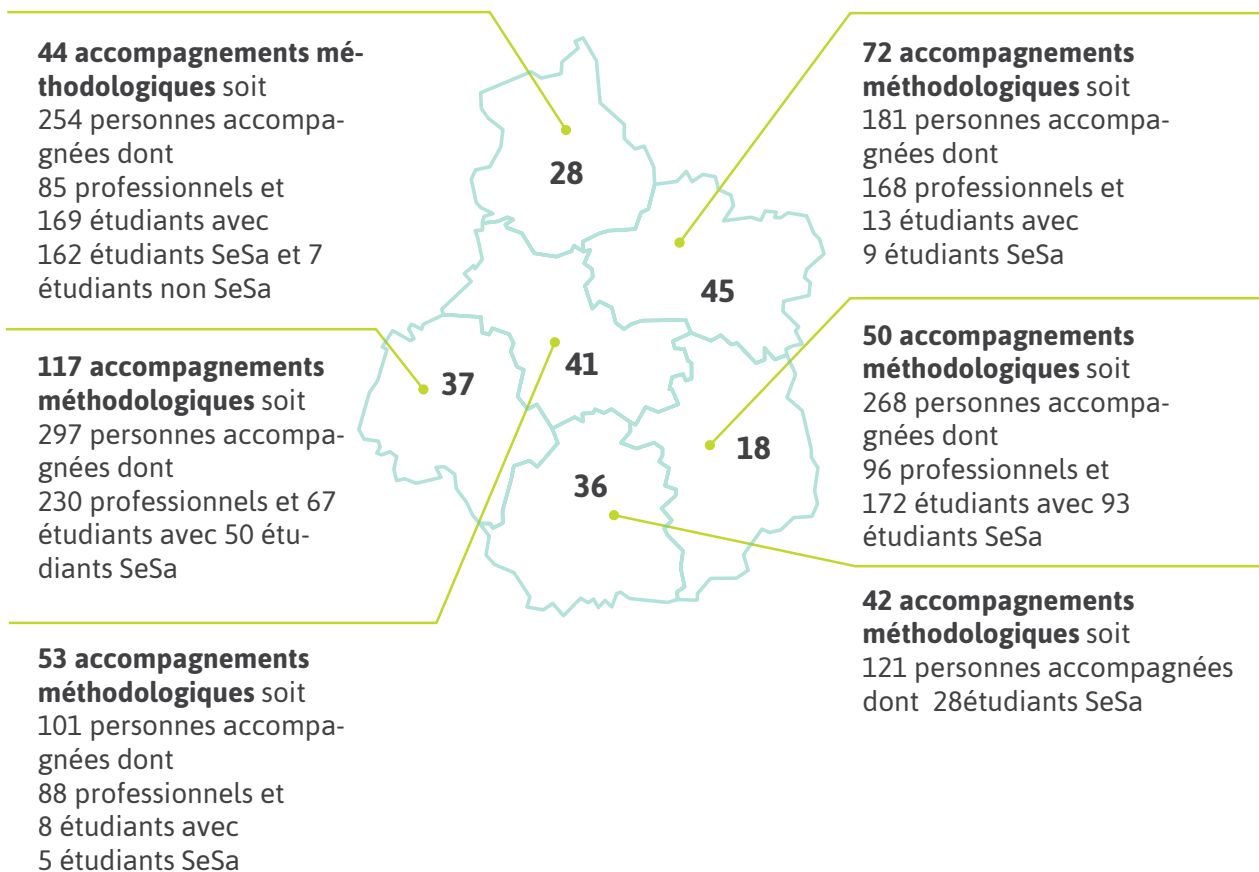 44 accompagnements mé-
thodologiques soit
254 personnes accompa-
gnées dont
85 professionnels et
169 étudiants avec
162 étudiants SeSa et 7
étudiants non SeSa
117 accompagnements
méthodologiques soit
297 personnes accompa-
gnées dont
230 professionnels et 67
étudiants avec 50 étu-
diants SeSa
53 accompagnements
méthodologiques soit
101 personnes accompa-
gnées dont
88 professionnels et
8 étudiants avec
5 étudiants SeSa
28
45
41
37
18
36
72 accompagnements
méthodologiques soit
181 personnes accompa-
gnées dont
168 professionnels et
13 étudiants avec
9 étudiants SeSa
50 accompagnements
méthodologiques soit
268 personnes accompa-
gnées dont
96 professionnels et
172 étudiants avec 93
étudiants SeSa
42 accompagnements
méthodologiques soit
121 personnes accompagnées
dont  28étudiants SeSa